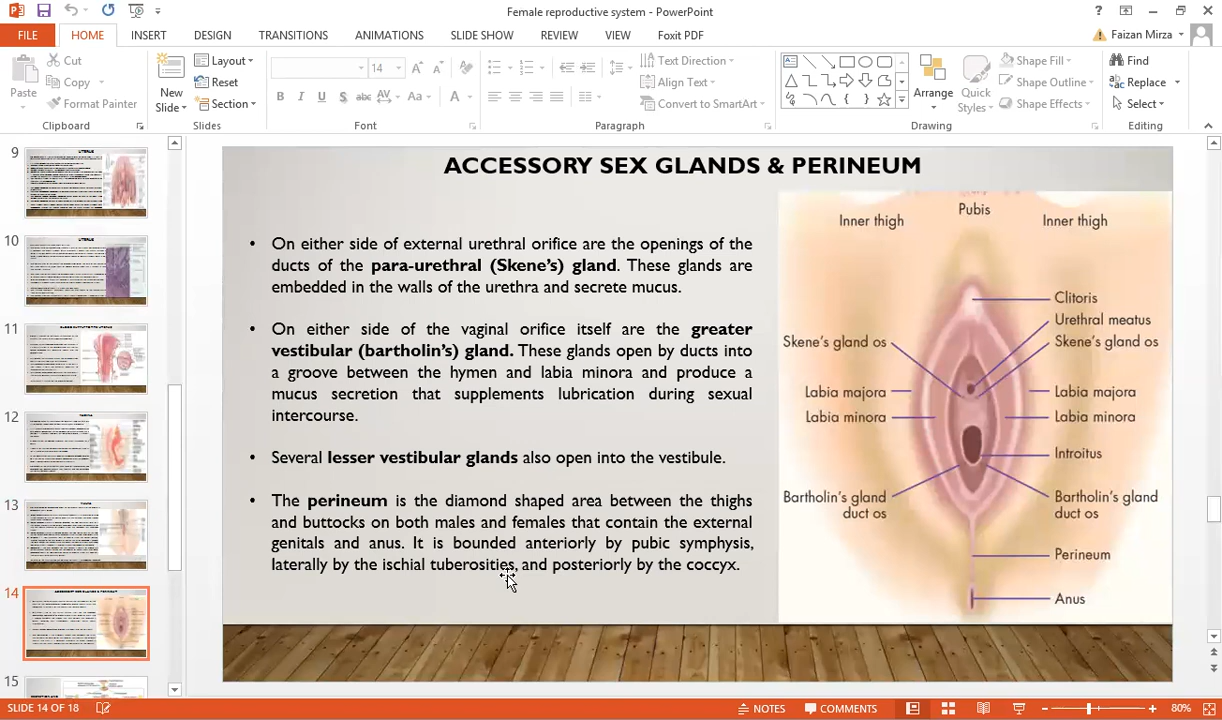 Female reproductive system - PowerPoint
Faizan Mirza
FILE HOME INSERT DESIGN TRANSITIONS ANIMATIONS SLIDE SHOW REVIEW VIEW Foxit PDF
Paste
Cut
Copy
Format Painter
Clipboard
New Slide
Layout
Reset
Section
Slides
14
B I U S abc AV Aa A
Font
Text Direction
Align Text
Convert to SmartArt
Paragraph
Arrange
Quick Styles
Shape Fill
Shape Outline
Shape Effects
Drawing
Find
Replace
Select
Editing
9
10
11
12
13
14
15
ACCESSORY SEX GLANDS & PERINEUM
• On either side of external urethral orifice are the openings of the
ducts of the para-urethral (Skene's) gland. These glands are
embedded in the walls of the urethra and secrete mucus.
• On either side of the vaginal orifice itself are the greater
vestibular (bartholin's) gland. These glands open by ducts into
a groove between the hymen and labia minora and produce a
mucus secretion that supplements lubrication during sexual
intercourse.
• Several lesser vestibular glands also open into the vestibule.
• The perineum is the diamond shaped area between the thighs
and buttocks on both males and females that contain the external
genitals and anus. It is bounded anteriorly by pubic symphysis,
laterally by the ischial tuberosities, and posteriorly by the coccyx.
Pubis
Inner thigh
Inner thigh
Clitoris
Urethral meatus
Skene's gland os
Skene's gland os
Labia majora
Labia majora
Labia minora
Labia minora
Introitus
Bartholin's gland
duct os
Bartholin's gland
duct os
Perineum
Anus
SLIDE 14 OF 18
NOTES
COMMENTS
80%